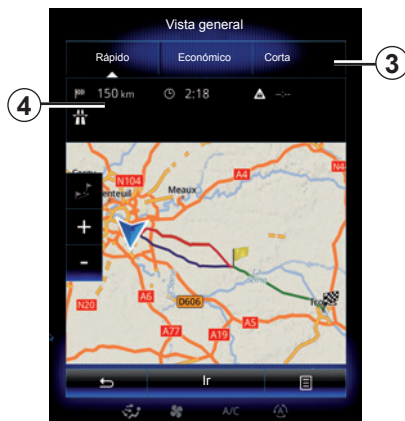 Vista general
Rápido Económico Corta
3
4
150 km 2:18 --:--
N104
A4
N4
Meaux
enteuil
+
-
N20
A6
D606
A77
A19
A5
Ir
A/C